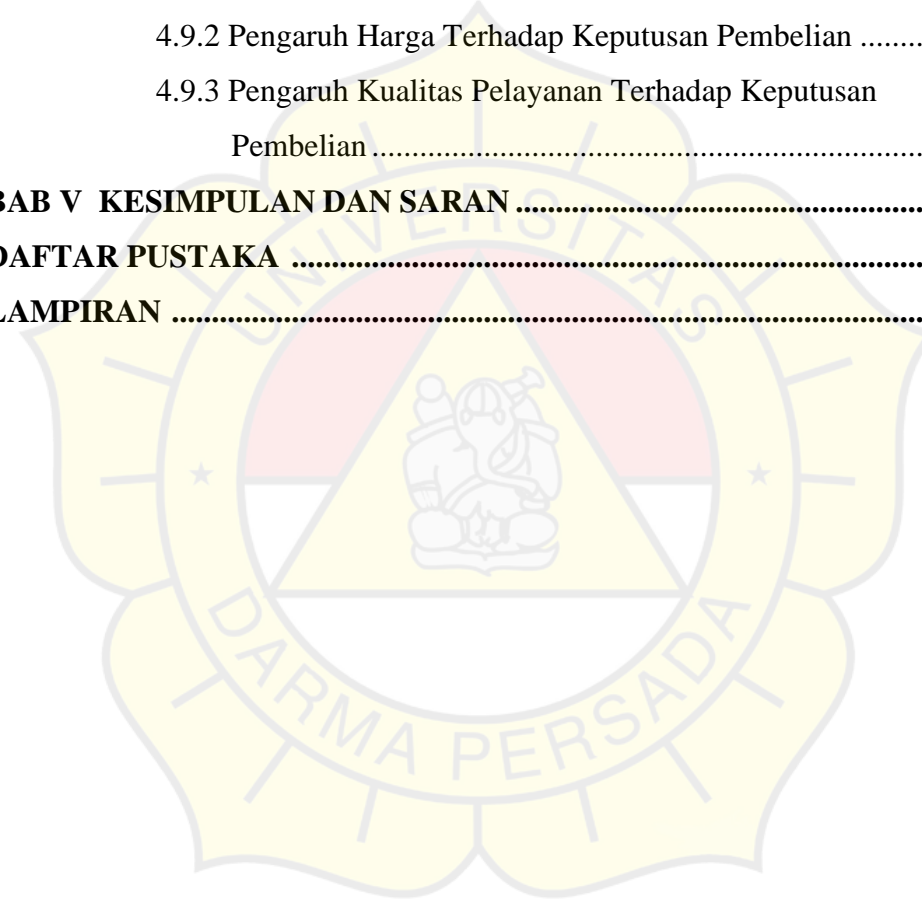 4.9.2 Pengaruh Harga Terhadap Keputusan Pembelian ........
4.9.3 Pengaruh Kualitas Pelayanan Terhadap Keputusan
Pembelian ......................................................................
BAB V KESIMPULAN DAN SARAN ...................................................
DAFTAR PUSTAKA ................................................................................
LAMPIRAN ...............................................................................................
UNIVERSITAS
DARMA PERSADA